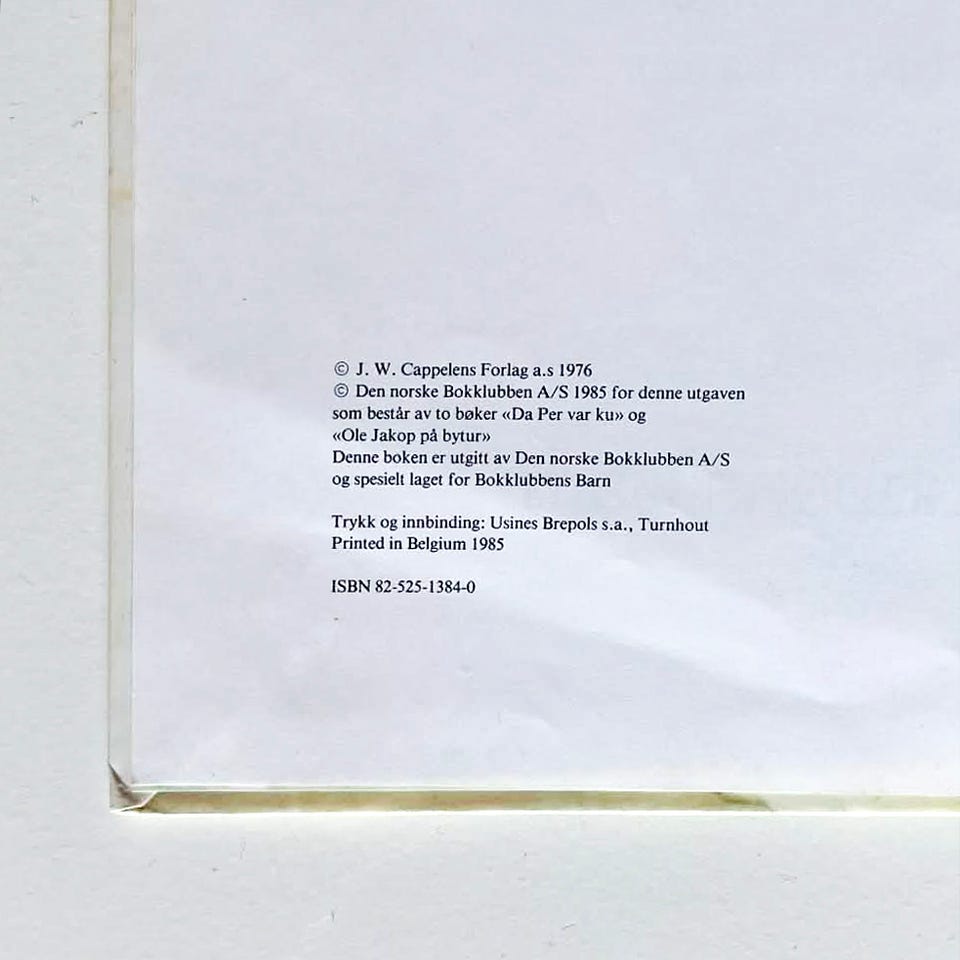 © J. W. Cappelens Forlag a.s 1976
© Den norske Bokklubben A/S 1985 for denne utgaven
som består av to bøker «Da Per var ku» og
«Ole Jakop på bytur»
Denne boken er utgitt av Den norske Bokklubben A/S
og spesielt laget for Bokklubbens Barn
Trykk og innbinding: Usines Brepols s.a., Turnhout
Printed in Belgium 1985
ISBN 82-525-1384-0